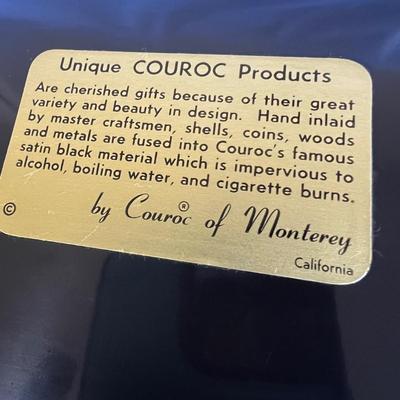 Unique COUROC Products
Are cherished gifts because of their great
variety and beauty in design. Hand inlaid
by master craftsmen, shells, coins, woods
and metals are fused into Couroc's famous
satin black material which is impervious to
alcohol, boiling water, and cigarette burns.
by Couroc® of Monterey
© California